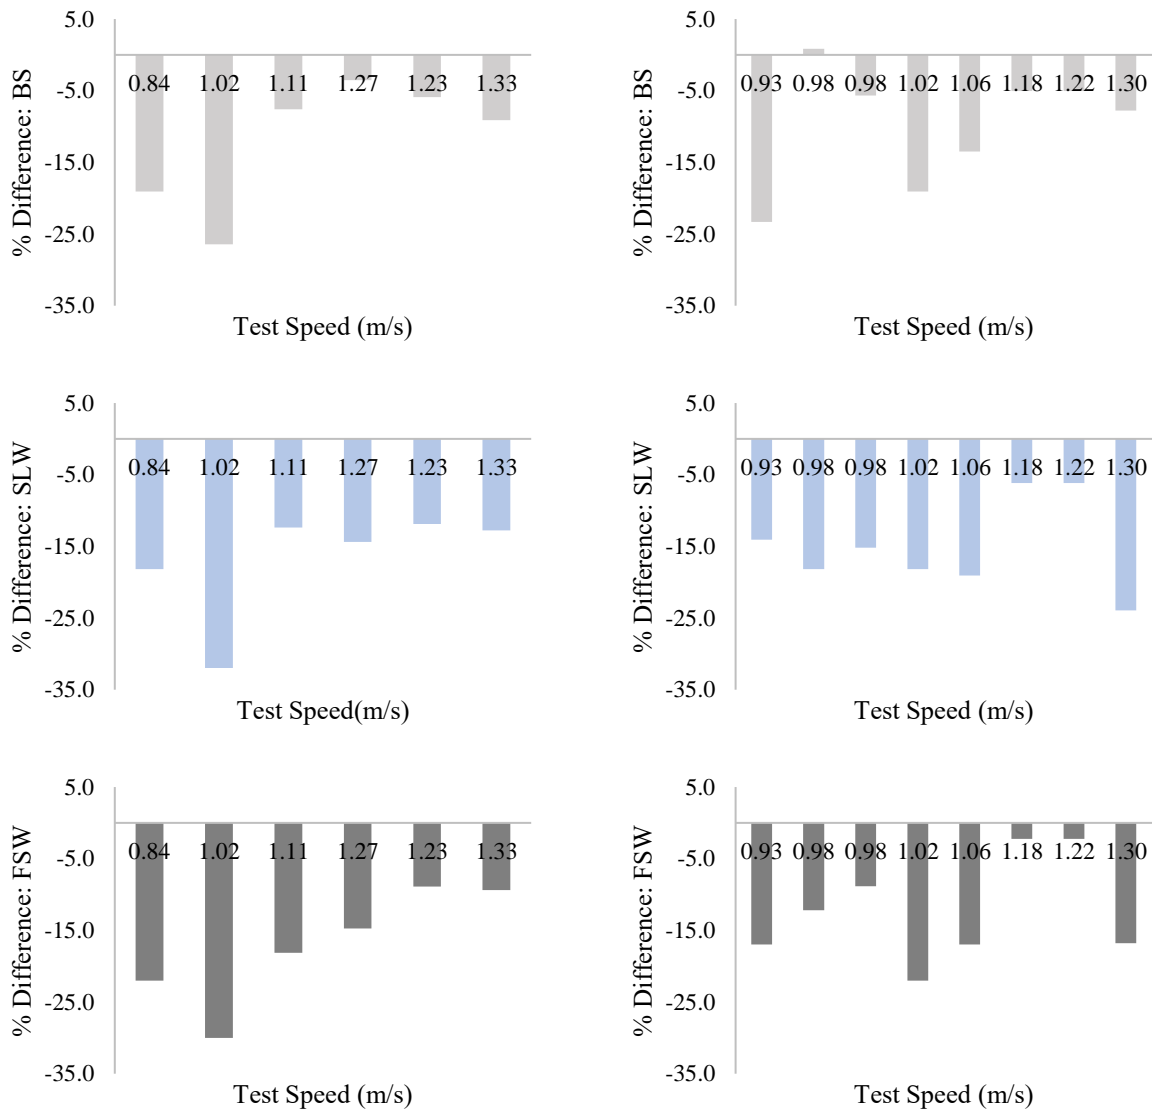 5.0
-5.0
-15.0
-25.0
-35.0
% Difference: BS
0.84 1.02 1.11 1.27 1.23 1.33
Test Speed (m/s)
5.0
-5.0
-15.0
-25.0
-35.0
% Difference: BS
0.93 0.98 0.98 1.02 1.06 1.18 1.22 1.30
Test Speed (m/s)
5.0
-5.0
-15.0
-25.0
-35.0
% Difference: SLW
0.84 1.02 1.11 1.27 1.23 1.33
Test Speed(m/s)
5.0
-5.0
-15.0
-25.0
-35.0
% Difference: SLW
0.93 0.98 0.98 1.02 1.06 1.18 1.22 1.30
Test Speed (m/s)
5.0
-5.0
-15.0
-25.0
-35.0
% Difference: FSW
0.84 1.02 1.11 1.27 1.23 1.33
Test Speed (m/s)
5.0
-5.0
-15.0
-25.0
-35.0
% Difference: FSW
0.93 0.98 0.98 1.02 1.06 1.18 1.22 1.30
Test Speed (m/s)